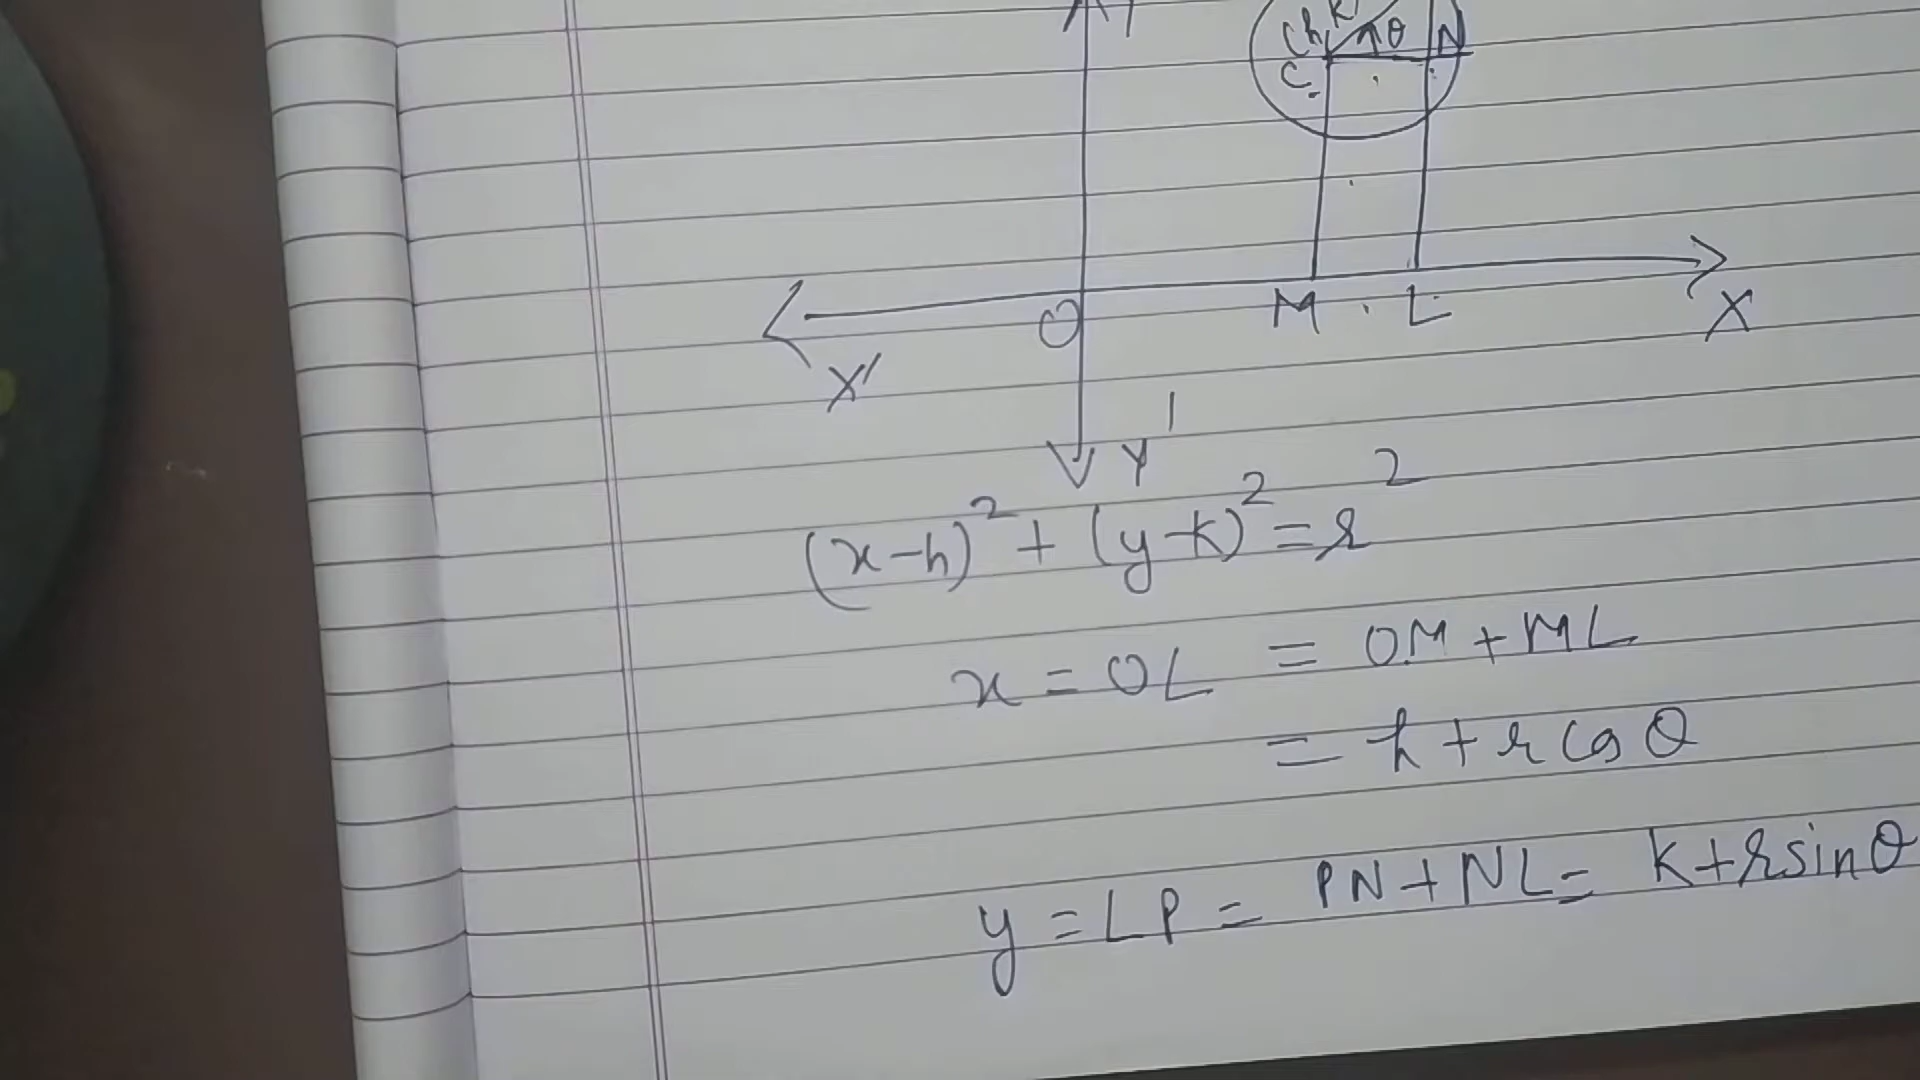 Y
(h, k)
r θ N
C
O M L X
X'
Y'
(x-h)² + (y-k)² = r²
x = OL = OM + ML
= h + r cos θ
y = LP = PN + NL = k + r sin θ